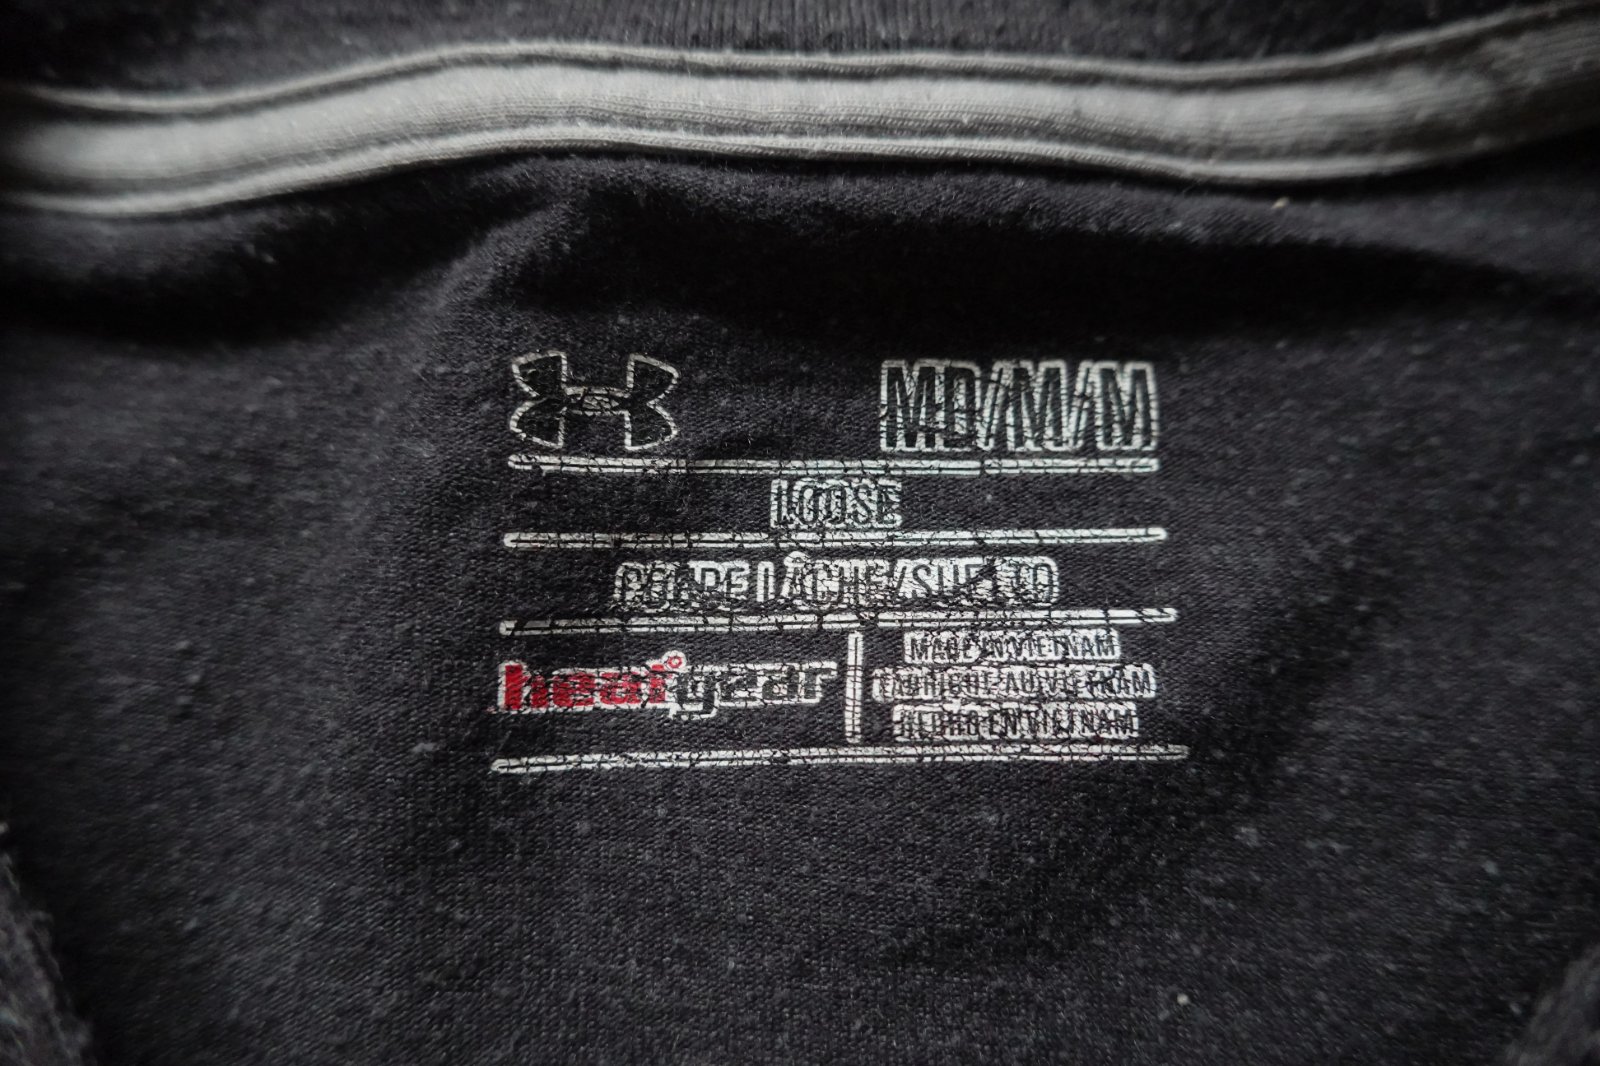 MD/M/M
LOOSE
COUPE LÂCHE/SUELTO
heatgear
MADE IN VIETNAM
FABRIQUÉ AU VIETNAM
HECHO EN VIETNAM